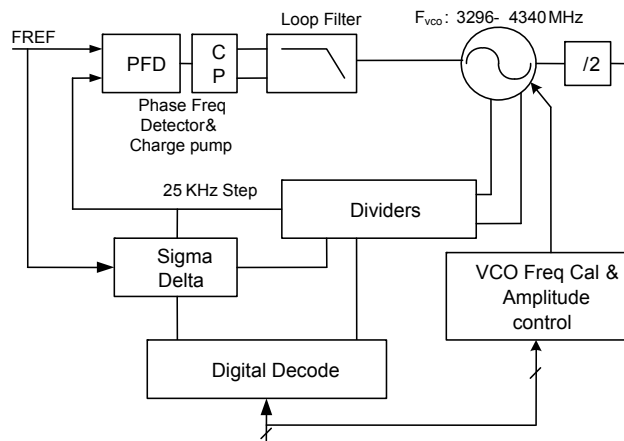 FREF
PFD
C
P
Loop Filter
Fvco : 3296- 4340 MHz
/2
Phase Freq
Detector&
Charge pump
25 KHz Step
Dividers
Sigma
Delta
VCO Freq Cal &
Amplitude
control
Digital Decode